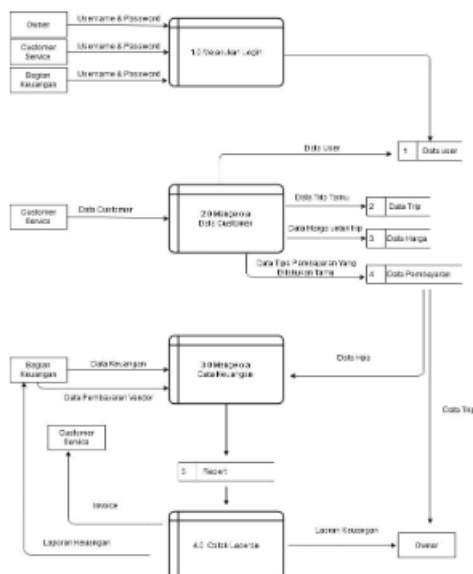 Owner
Username & Password
Customer
Service
Username & Password
Bagian
Keuangan
Username & Password
1.0 Melakukan Login
Data User
1 Data user
Customer
Service
Data Customer
2.0 Mengelola
Data Customer
Data Trip Tamu
2 Data Trip
Data Harga untuk trip
3 Data Harga
Data Tipe Pembayaran Yang
Dilakukan Tamu
4 Data Pembayaran
Bagian
Keuangan
Data Keuangan
Data Pembayaran Vendor
3.0 Mengelola
Data Keuangan
Data Hpp
Data Trip
Customer
Service
5 Report
Invoice
Laporan Keuangan
4.0 Cetak
Laoran Keuangan
Owner